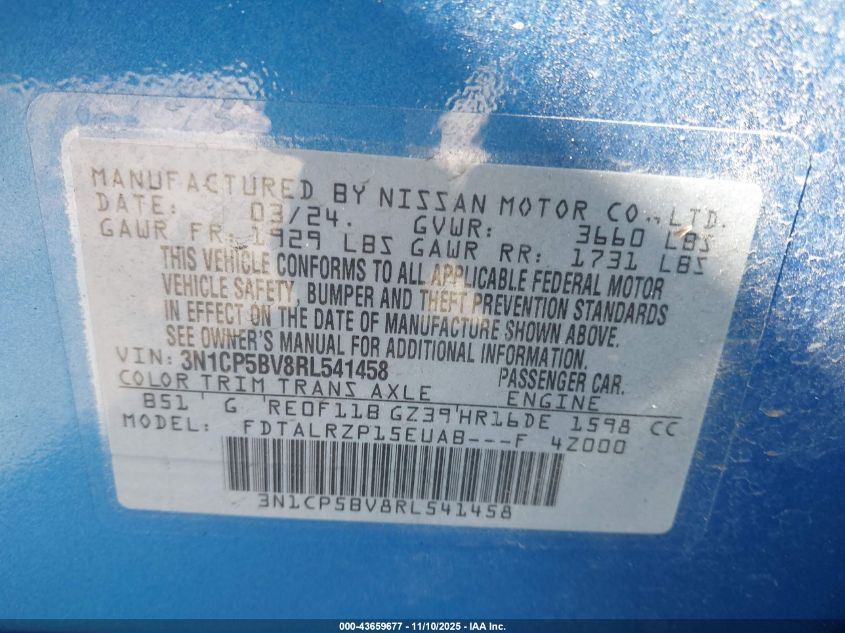 MANUFACTURED BY NISSAN MOTOR CO., LTD.
DATE: 03/24. GVWR: 3660 LBS
GAWR FR: 1929 LBS GAWR RR: 1731 LBS
THIS VEHICLE CONFORMS TO ALL APPLICABLE FEDERAL MOTOR
VEHICLE SAFETY, BUMPER AND THEFT PREVENTION STANDARDS
IN EFFECT ON THE DATE OF MANUFACTURE SHOWN ABOVE.
SEE OWNER'S MANUAL FOR ADDITIONAL INFORMATION.
VIN: 3N1CP5BV8RL541458 PASSENGER CAR.
COLOR TRIM TRANS AXLE ENGINE
B51 ' G 'RE0F11B GZ39'HR16DE 1598 CC
MODEL: FDTALRZP15EUAB---F 4Z000
3N1CP5BV8RL541458
000-43659677 - 11/10/2025 - IAA Inc.